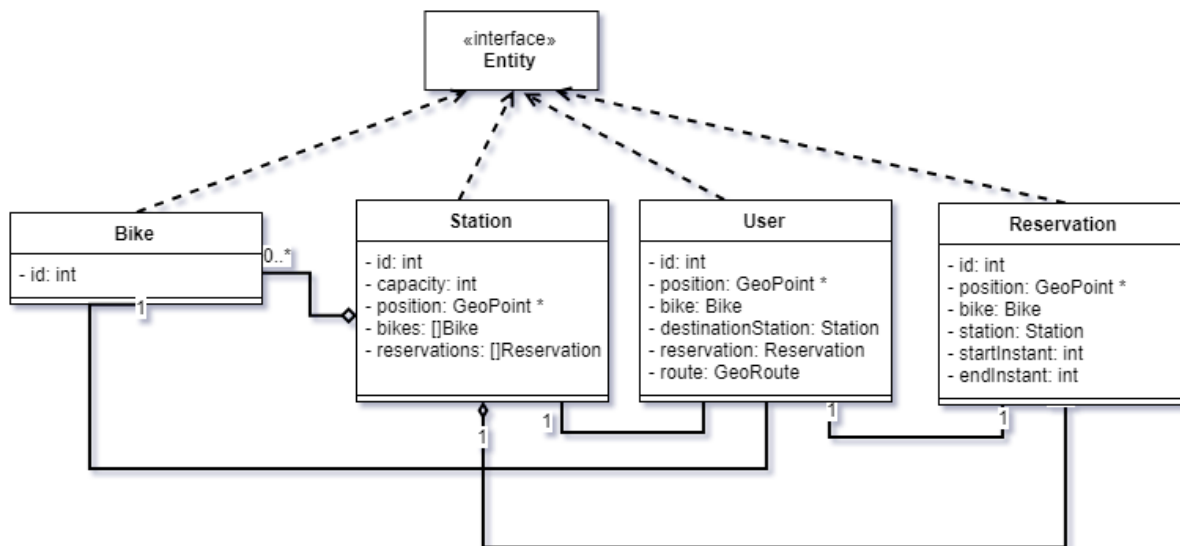 «interface»
Entity
Bike
- id: int
Station
- id: int
- capacity: int
- position: GeoPoint *
- bikes: []Bike
- reservations: []Reservation
User
- id: int
- position: GeoPoint *
- bike: Bike
- destinationStation: Station
- reservation: Reservation
- route: GeoRoute
Reservation
- id: int
- position: GeoPoint *
- bike: Bike
- station: Station
- startInstant: int
- endInstant: int
0..*
1
1
1
1
1